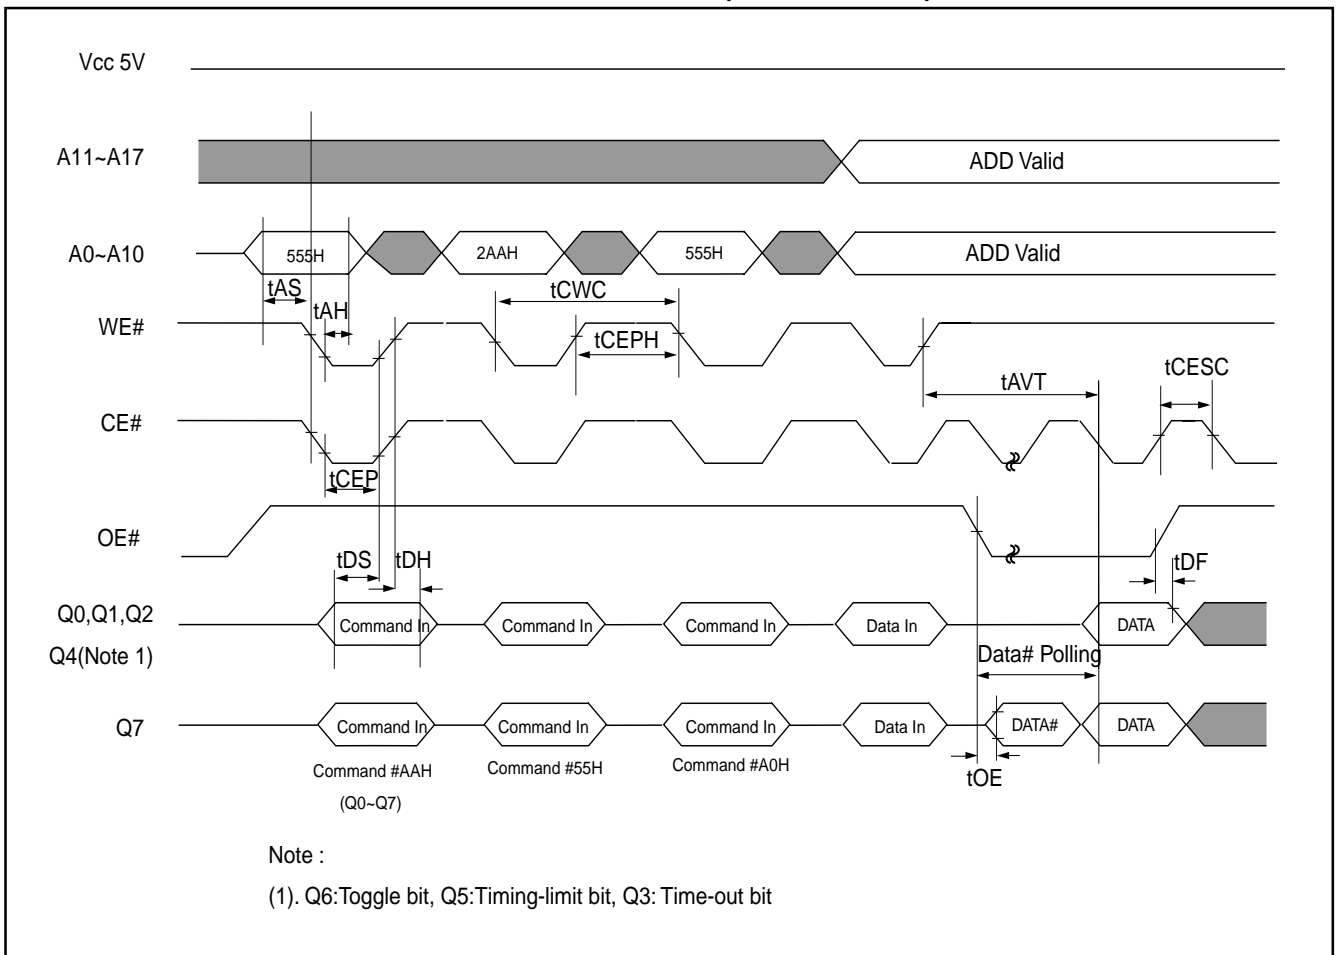 Vcc 5V
A11~A17
ADD Valid
A0~A10
555H
2AAH
555H
ADD Valid
tAS
tAH
tCWC
WE#
tCEPH
tCESC
tAVT
CE#
tCEP
OE#
tDS
tDH
tDF
Q0,Q1,Q2
Command In
Command In
Command In
Data In
DATA
Q4(Note 1)
Data# Polling
Q7
Command In
Command In
Command In
Data In
DATA#
DATA
Command #AAH
Command #55H
Command #A0H
tOE
(Q0~Q7)
Note :
(1). Q6:Toggle bit, Q5:Timing-limit bit, Q3: Time-out bit